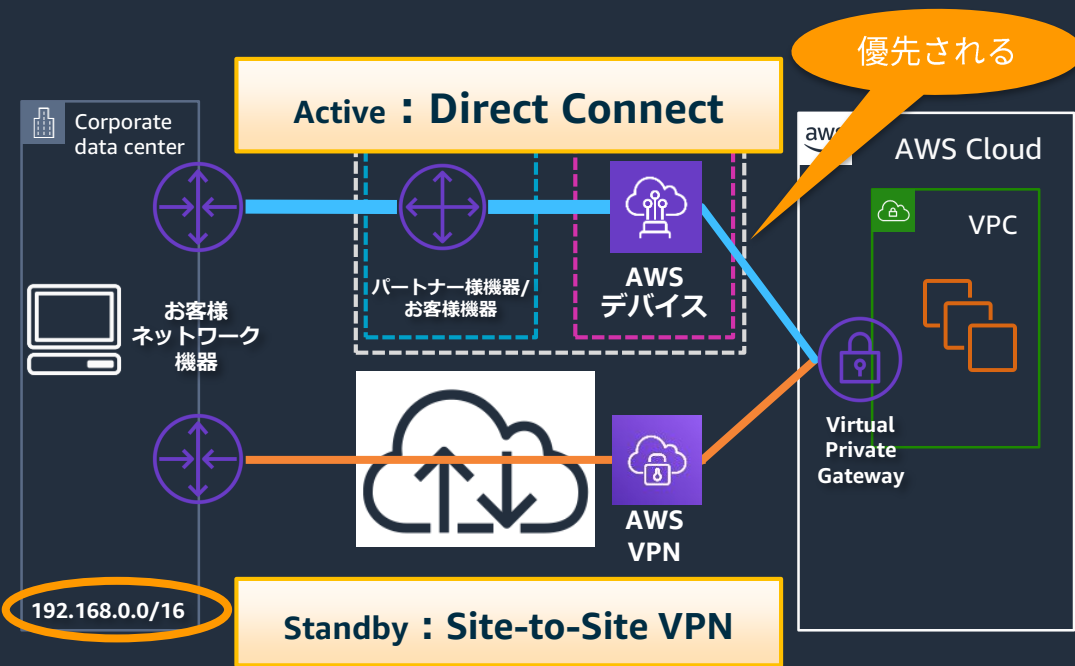 優先される
Active：Direct Connect
Corporate
data center
aws
AWS Cloud
VPC
パートナー様機器/
お客様機器
AWS
デバイス
お客様
ネットワーク
機器
Virtual
Private
Gateway
AWS
VPN
192.168.0.0/16
Standby：Site-to-Site VPN